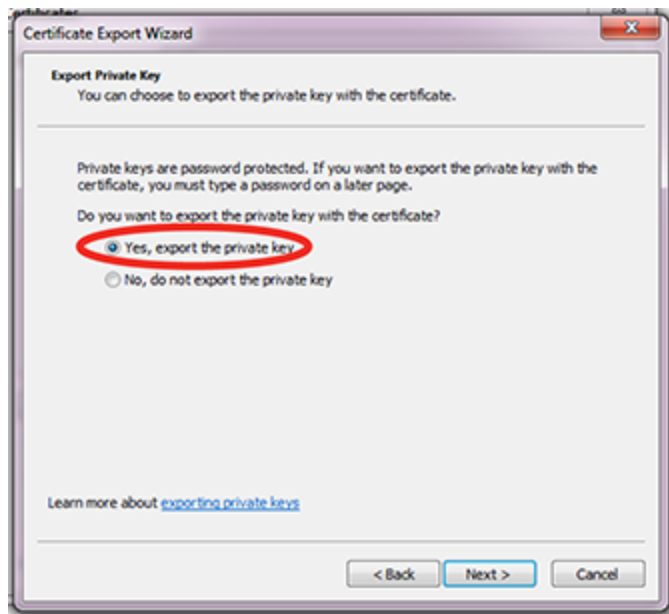 Certificate Export Wizard
Export Private Key
You can choose to export the private key with the certificate.
Private keys are password protected. If you want to export the private key with the
certificate, you must type a password on a later page.
Do you want to export the private key with the certificate?
Yes, export the private key
No, do not export the private key
Learn more about exporting private keys
< Back
Next >
Cancel